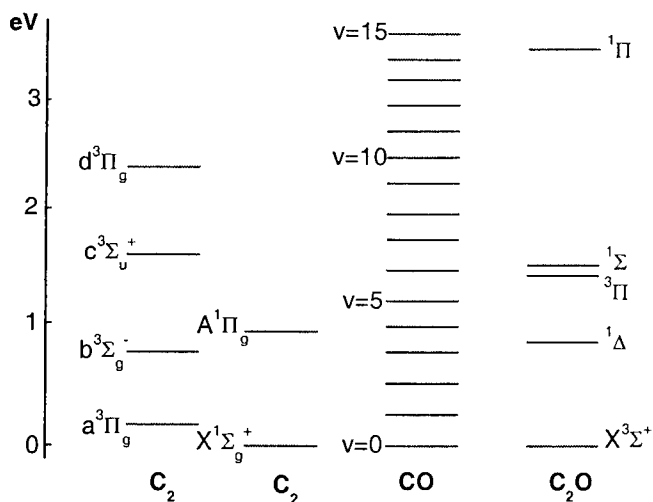 eV
3
2
1
0
d³Π_g
c³Σ_u⁺
b³Σ_g⁻
a³Π_g
A¹Π_g
X¹Σ_g⁺
v=15
v=10
v=5
v=0
¹Π
¹Σ
³Π
¹Δ
X³Σ⁺
C₂
C₂
CO
C₂O